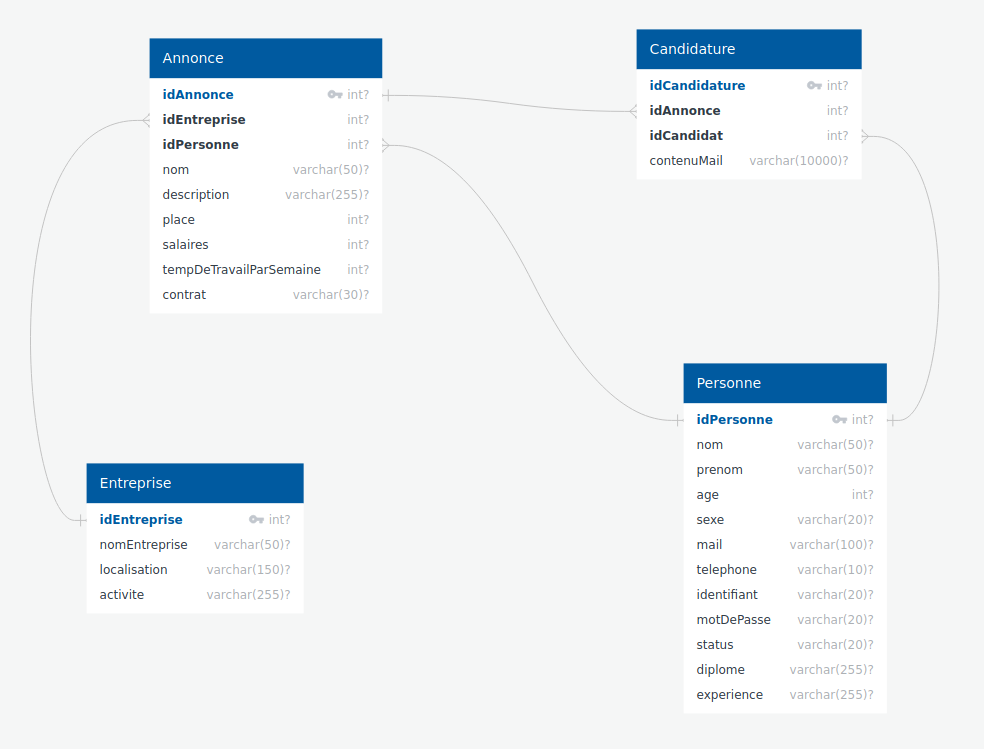 Annonce
idAnnonce int?
idEntreprise int?
idPersonne int?
nom varchar(50)?
description varchar(255)?
place int?
salaires int?
tempDeTravailParSemaine int?
contrat varchar(30)?
Candidature
idCandidature int?
idAnnonce int?
idCandidat int?
contenuMail varchar(10000)?
Entreprise
idEntreprise int?
nomEntreprise varchar(50)?
localisation varchar(150)?
activite varchar(255)?
Personne
idPersonne int?
nom varchar(50)?
prenom varchar(50)?
age int?
sexe varchar(20)?
mail varchar(100)?
telephone varchar(10)?
identifiant varchar(20)?
motDePasse varchar(20)?
status varchar(20)?
diplome varchar(255)?
experience varchar(255)?